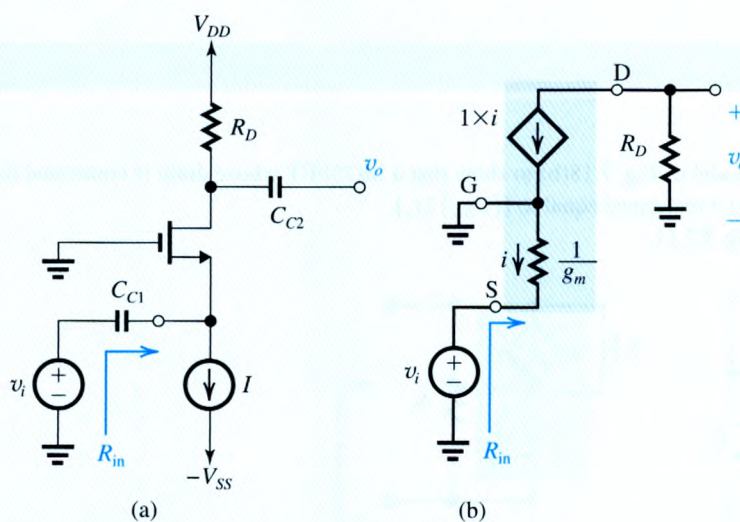 V_DD
R_D
v_o
C_C2
C_C1
v_i
+
−
I
R_in
−V_SS
(a)
D
1×i
R_D
+
−
G
i
1/g_m
S
v_i
+
−
R_in
(b)